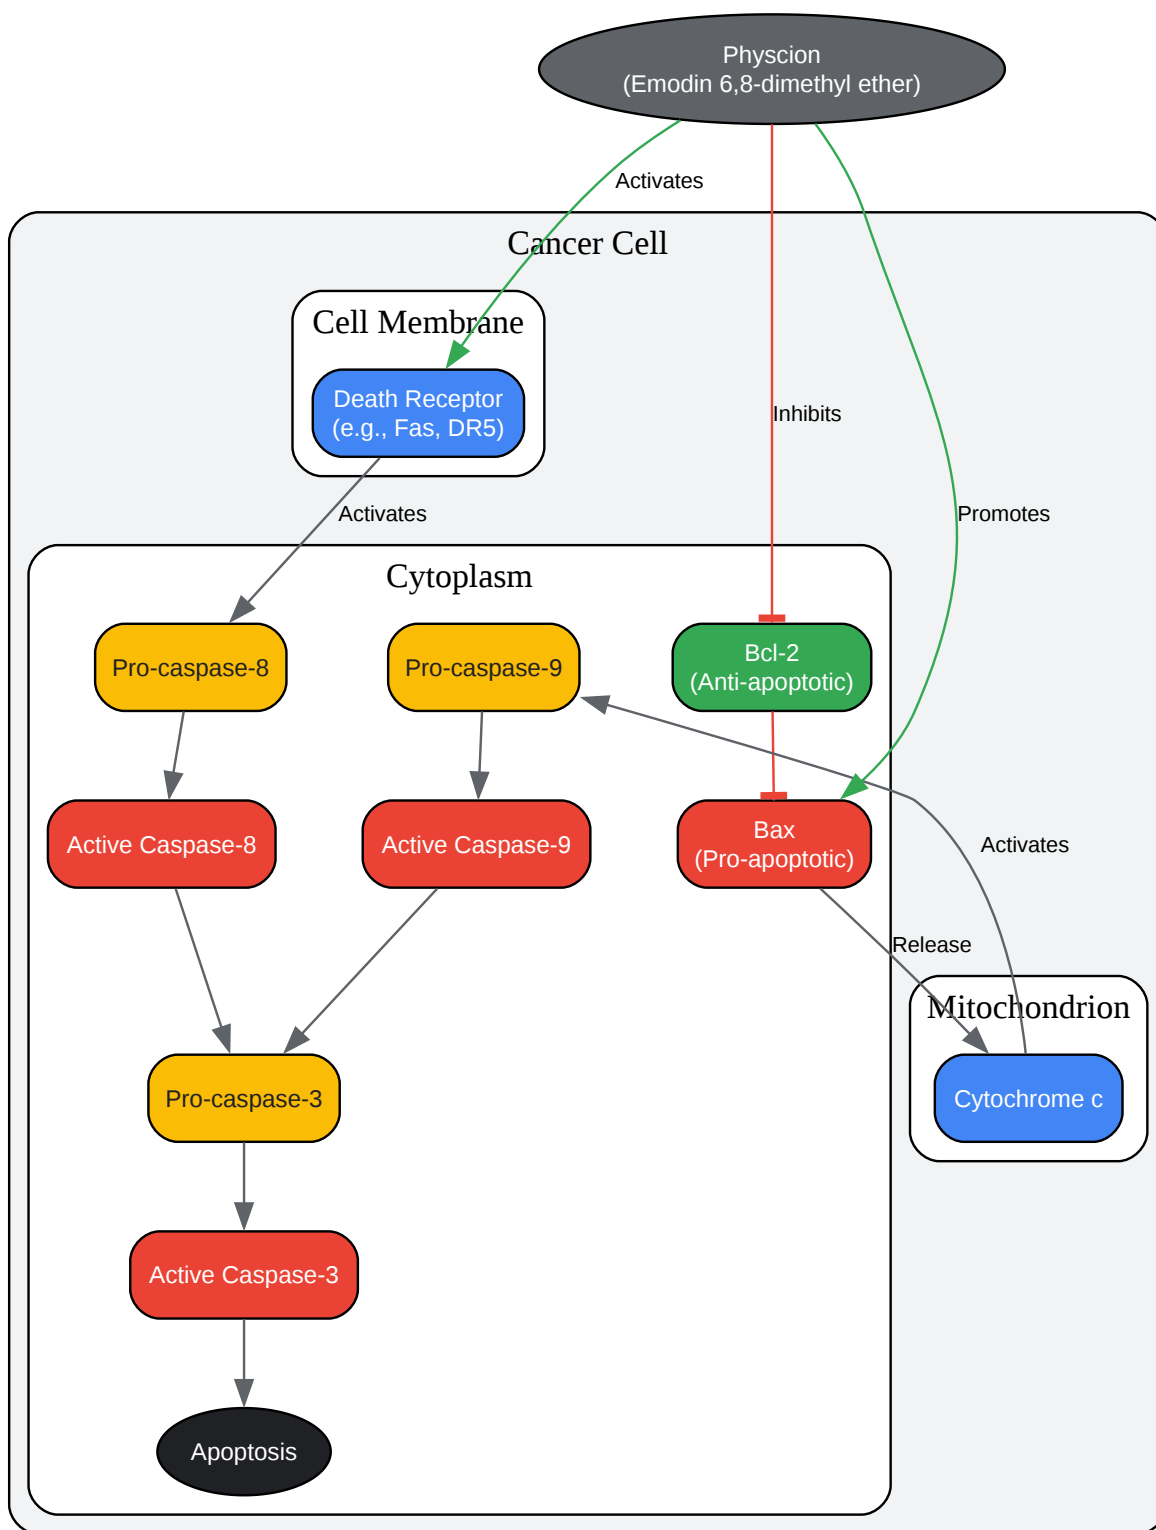 Physcion
(Emodin 6,8-dimethyl ether)
Activates
Cancer Cell
Cell Membrane
Death Receptor
(e.g., Fas, DR5)
Inhibits
Activates
Promotes
Cytoplasm
Pro-caspase-8
Pro-caspase-9
Bcl-2
(Anti-apoptotic)
Active Caspase-8
Active Caspase-9
Bax
(Pro-apoptotic)
Activates
Release
Mitochondrion
Pro-caspase-3
Cytochrome c
Active Caspase-3
Apoptosis